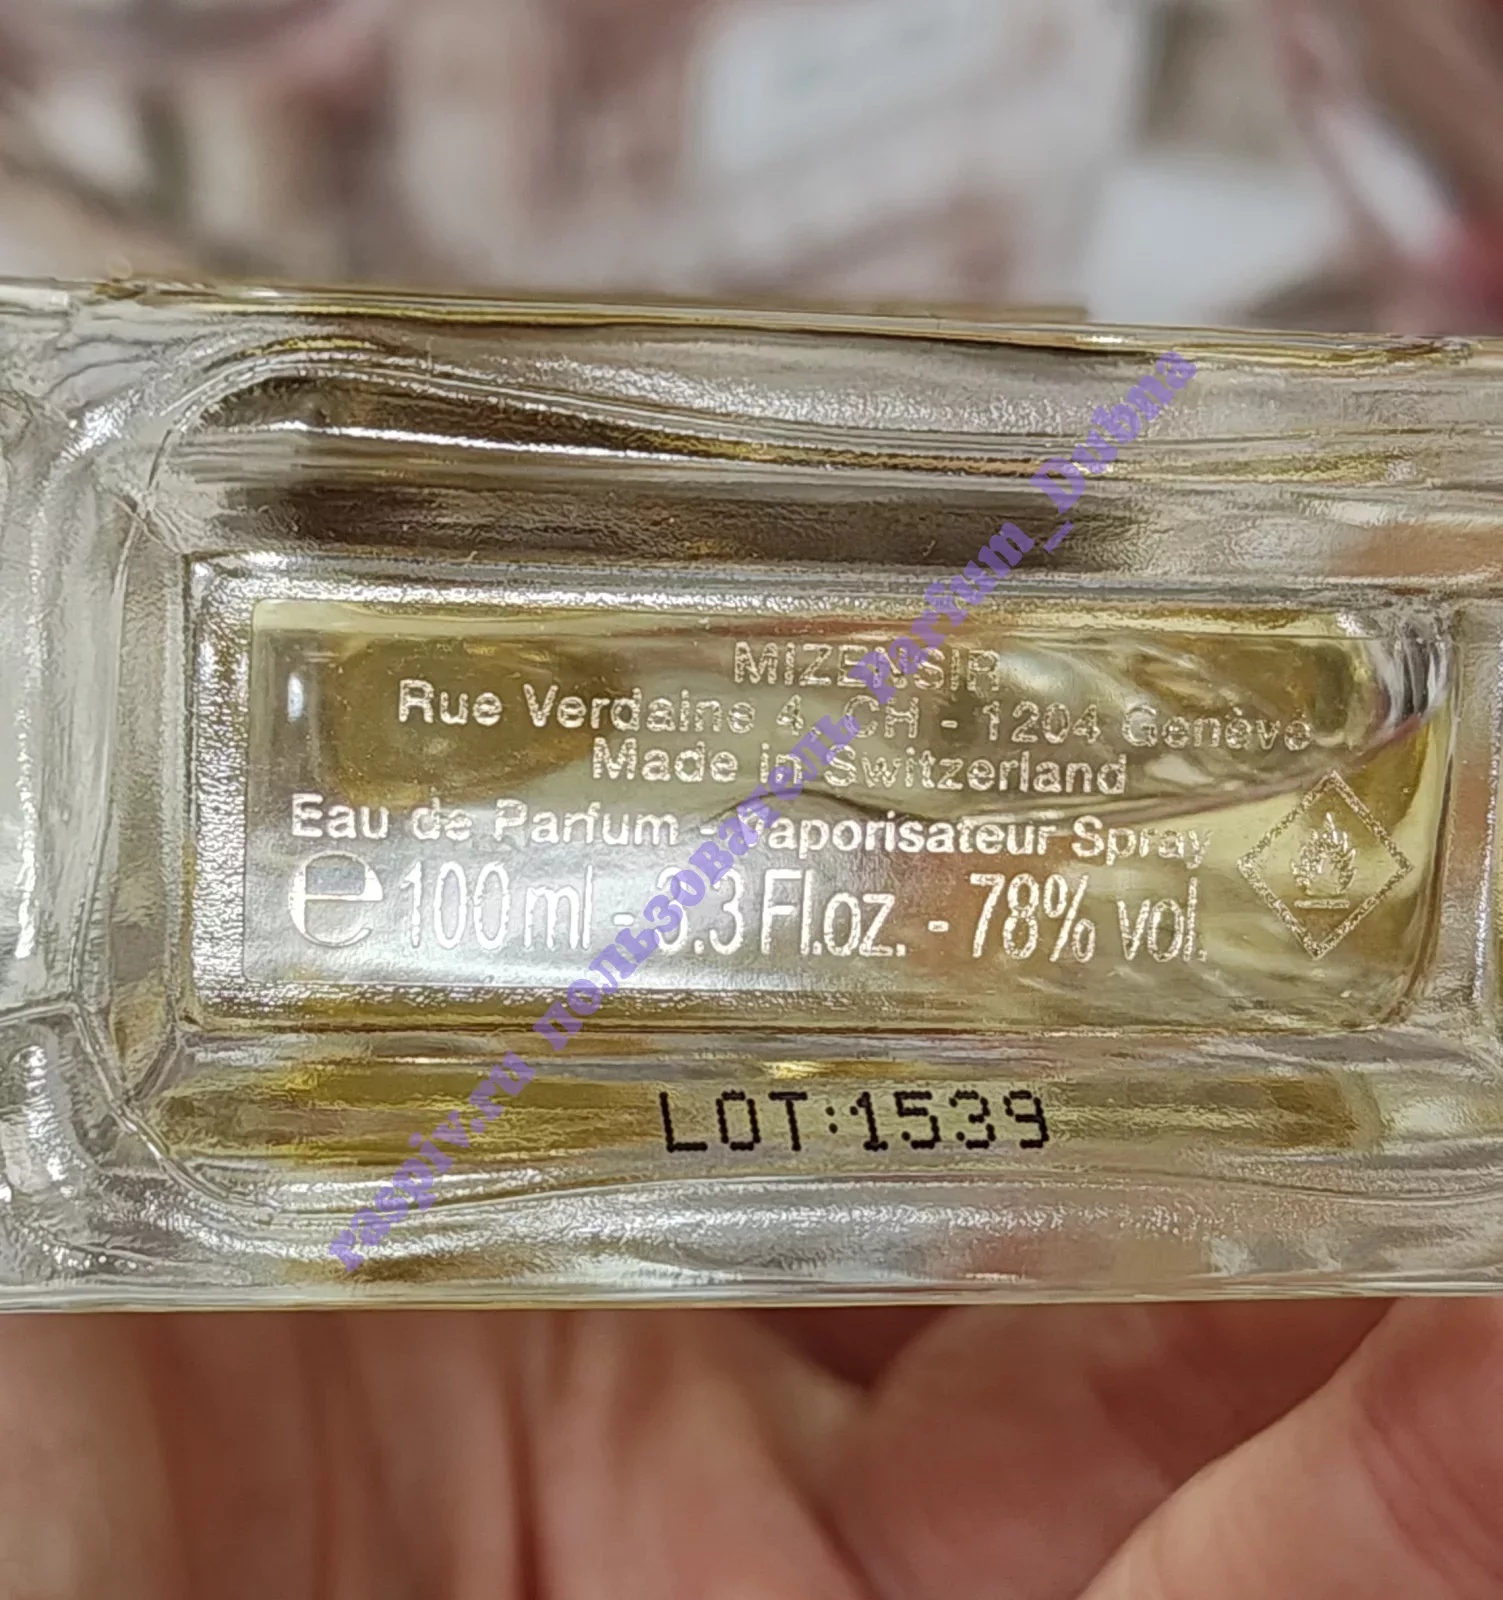 MIZENSIR
Rue Verdaine 4, CH - 1204 Genève
Made in Switzerland
Eau de Parfum - Vaporisateur Spray
e 100 ml - 3.3 Fl.oz. - 78% vol.
LOT:1539
raspiv.ru пользователь Parfum_Dubna